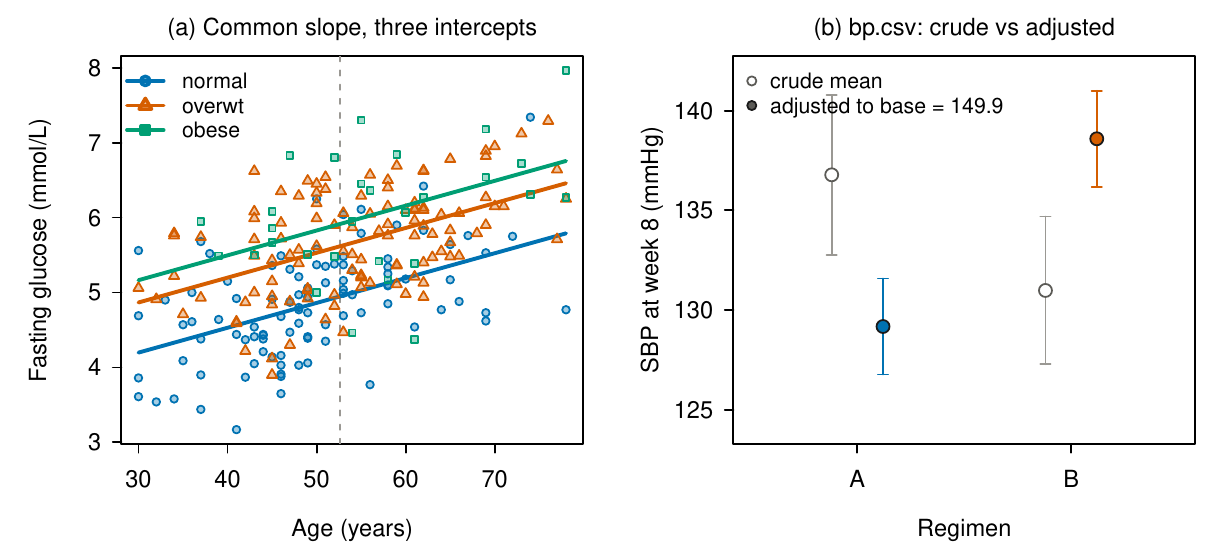 (a) Common slope, three intercepts
Fasting glucose (mmol/L)
8
7
6
5
4
3
normal
overwt
obese
30 40 50 60 70
Age (years)
(b) bp.csv: crude vs adjusted
SBP at week 8 (mmHg)
140
135
130
125
crude mean
adjusted to base = 149.9
A B
Regimen